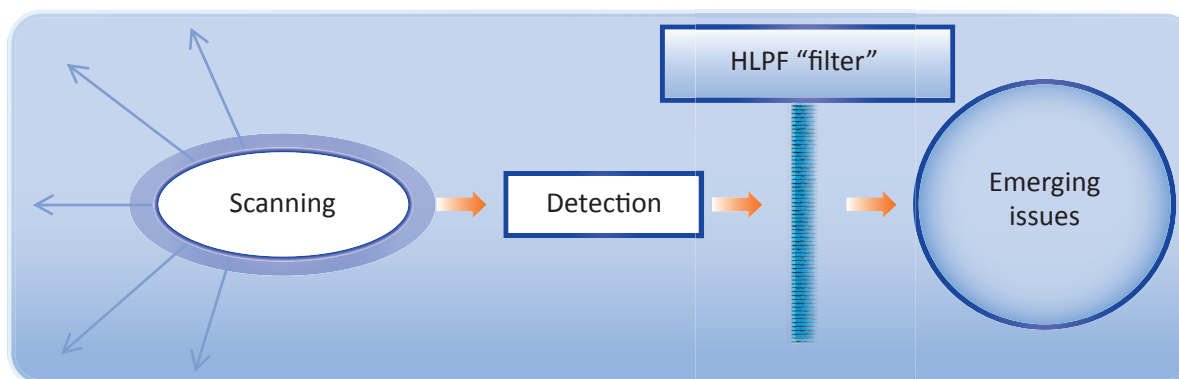 HLPF “filter”
Scanning
Detection
Emerging
issues